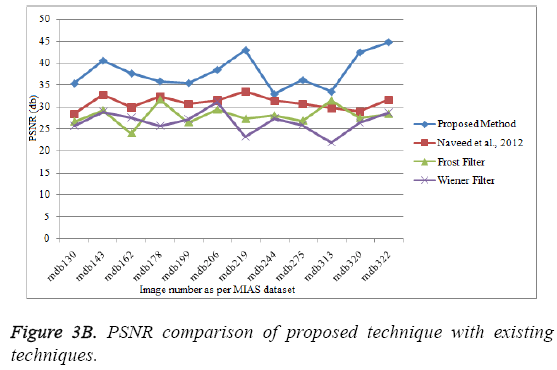 50
45
40
35
30
25
20
15
10
5
0
PSNR (db)
mdb130
mdb143
mdb162
mdb178
mdb199
mdb206
mdb219
mdb244
mdb275
mdb313
mdb320
mdb322
Image number as per MIAS dataset
Proposed Method
Naveed et al., 2012
Frost Filter
Wiener Filter
Figure 3B. PSNR comparison of proposed technique with existing
techniques.